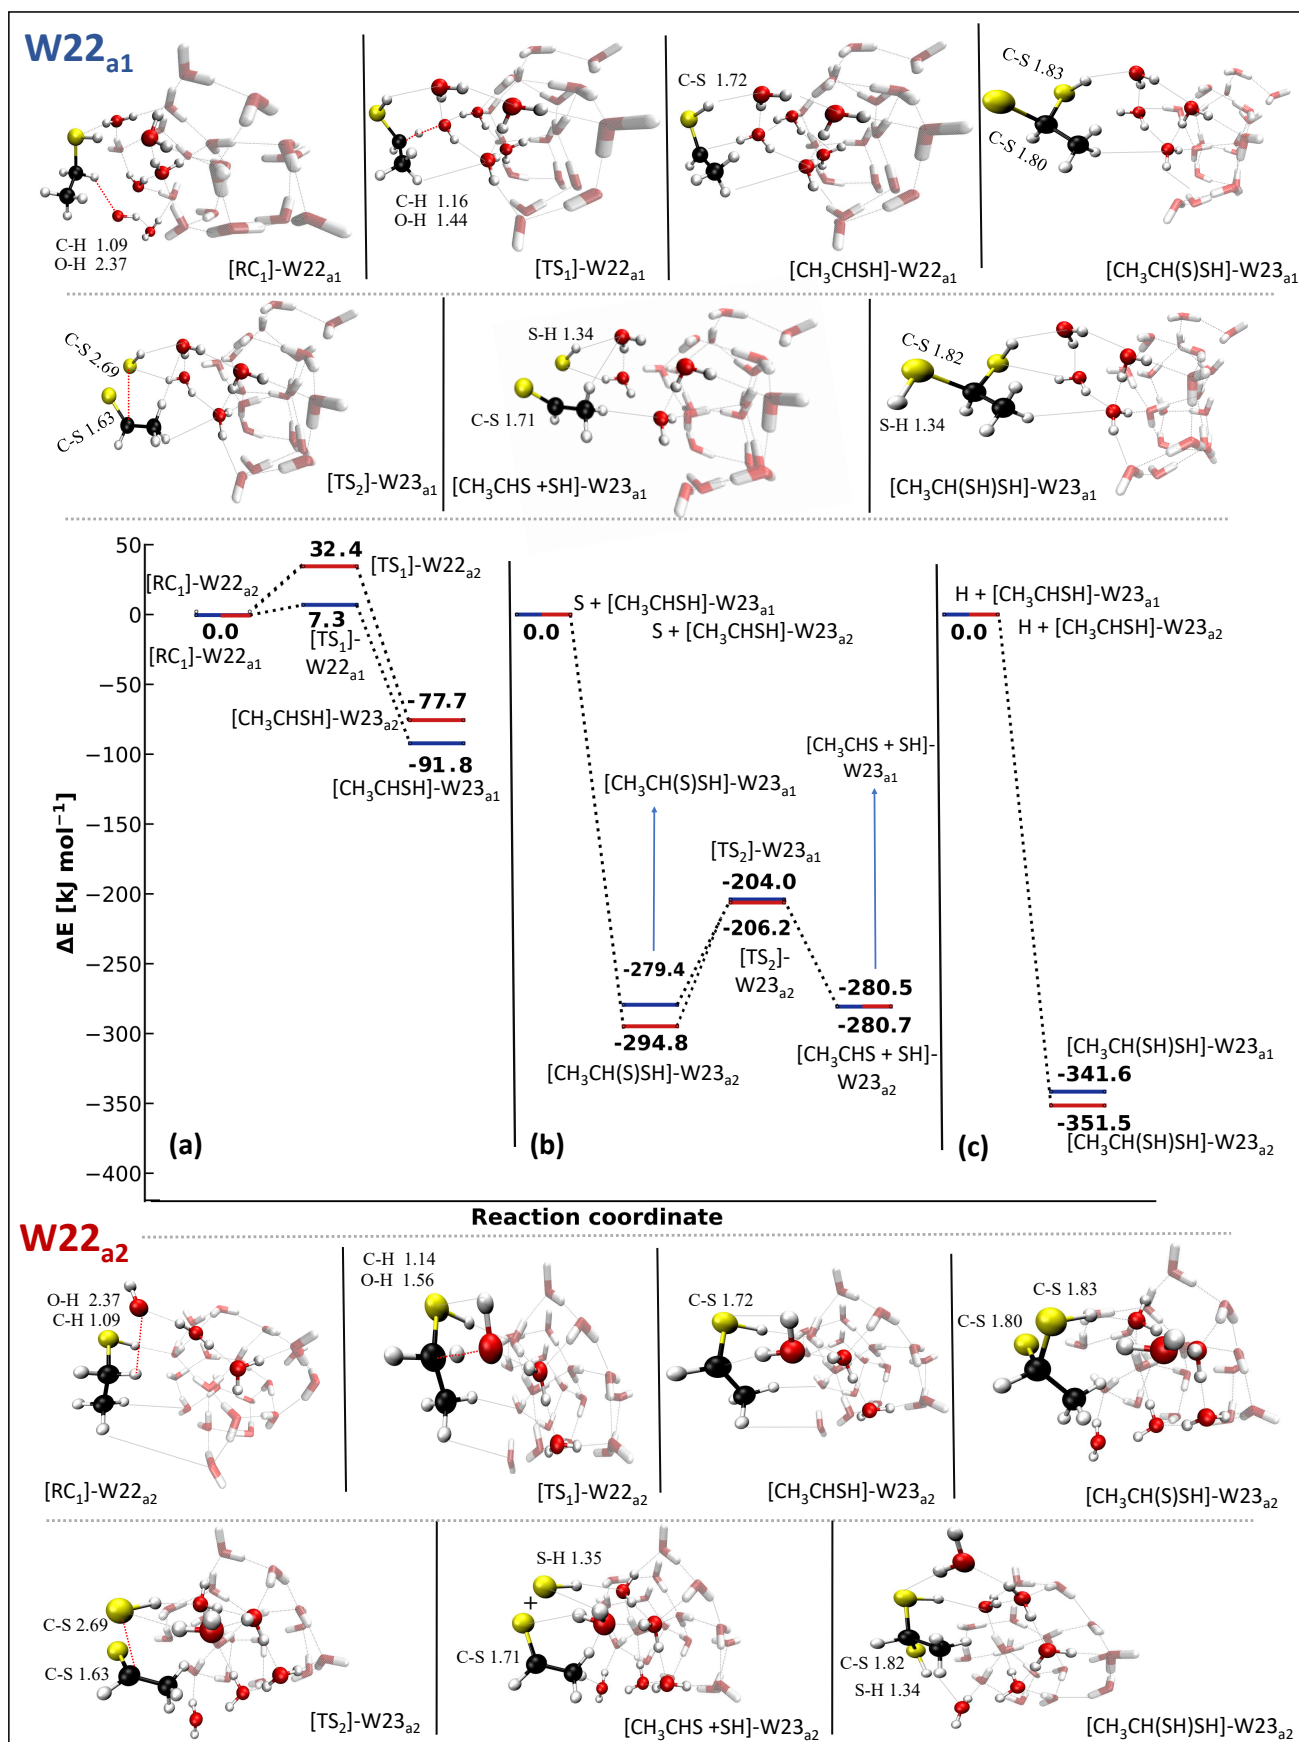 W22a1
C-H 1.09
O-H 2.37
[RC1]-W22a1
C-H 1.16
O-H 1.44
[TS1]-W22a1
C-S 1.72
[CH3CHSH]-W22a1
C-S 1.83
C-S 1.80
[CH3CH(S)SH]-W23a1
C-S 2.69
C-S 1.63
[TS2]-W23a1
S-H 1.34
C-S 1.71
[CH3CHS +SH]-W23a1
C-S 1.82
S-H 1.34
[CH3CH(SH)SH]-W23a1
ΔE [kJ mol−1]
50
0
−50
−100
−150
−200
−250
−300
−350
−400
[RC1]-W22a2
0.0
[RC1]-W22a1
32.4
[TS1]-W22a2
7.3
[TS1]-
W22a1
-77.7
[CH3CHSH]-W23a2
-91.8
[CH3CHSH]-W23a1
(a)
S + [CH3CHSH]-W23a1
0.0
S + [CH3CHSH]-W23a2
[CH3CH(S)SH]-W23a1
-279.4
-294.8
[CH3CH(S)SH]-W23a2
[TS2]-W23a1
-204.0
-206.2
[TS2]-
W23a2
[CH3CHS + SH]-
W23a1
-280.5
-280.7
[CH3CHS + SH]-
W23a2
(b)
H + [CH3CHSH]-W23a1
0.0
H + [CH3CHSH]-W23a2
[CH3CH(SH)SH]-W23a1
-341.6
-351.5
[CH3CH(SH)SH]-W23a2
(c)
Reaction coordinate
W22a2
O-H 2.37
C-H 1.09
[RC1]-W22a2
C-H 1.14
O-H 1.56
[TS1]-W22a2
C-S 1.72
[CH3CHSH]-W23a2
C-S 1.83
C-S 1.80
[CH3CH(S)SH]-W23a2
C-S 2.69
C-S 1.63
[TS2]-W23a2
S-H 1.35
+
C-S 1.71
[CH3CHS +SH]-W23a2
C-S 1.82
S-H 1.34
[CH3CH(SH)SH]-W23a2